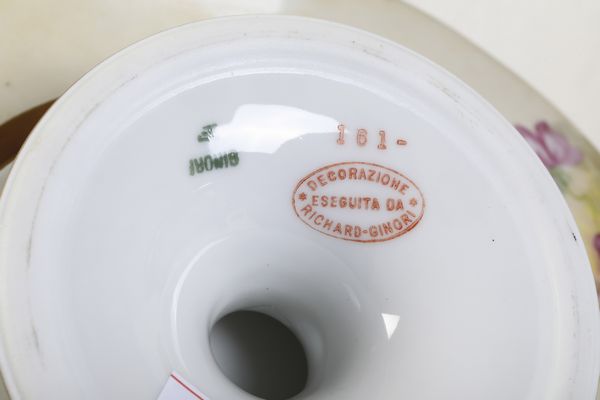 161-
DECORAZIONE
ESEGUITA DA
RICHARD-GINORI
GINORI